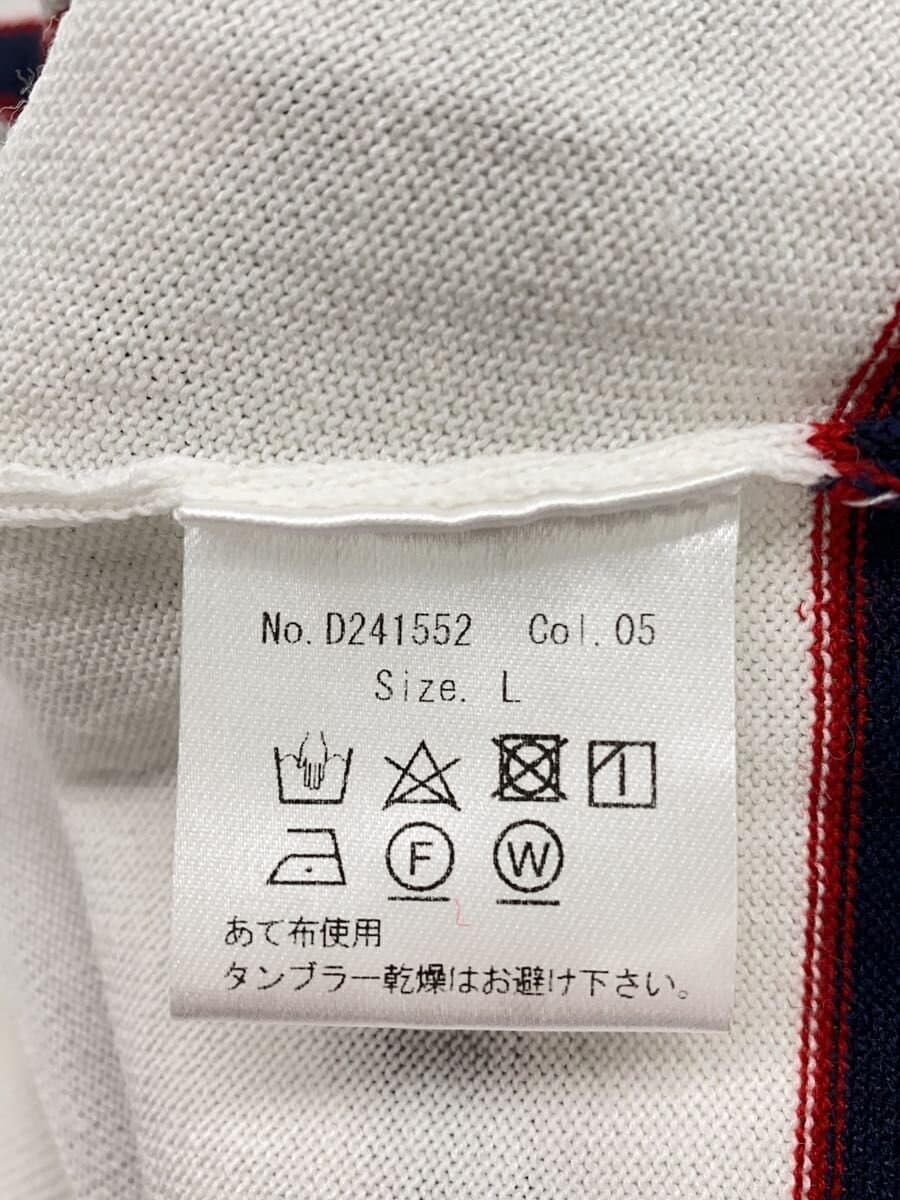 No. D241552 Col. 05
Size. L
F W
あて布使用
タンブラー乾燥はお避け下さい。